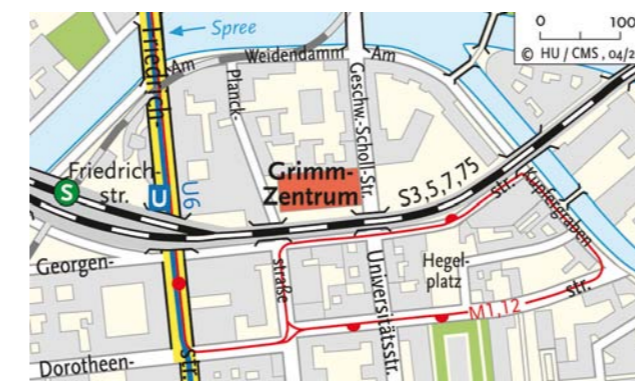 0 100
© HU / CMS , 04/2
Spree
Friedrich-
Am
Weidendamm
Am
Planck-
Geschw.-Scholl-Str.
Friedrich-
str.
S
U
U6
Grimm-
Zentrum
S3,5,7,75
str.
Kupfergraben
Georgen-
straße
Universitätsstr.
Hegel-
platz
str.
M1,12
Dorotheen-
str.